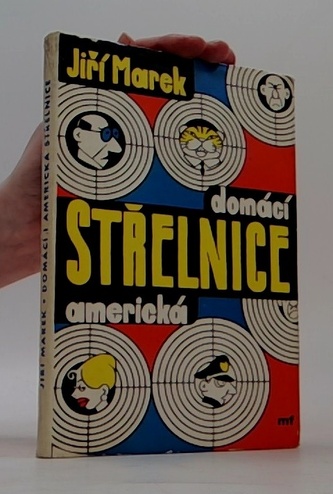 Jiří Marek
domácí
STŘELNICE
americká
mf
JIŘÍ MAREK • DOMÁCÍ I AMERICKÁ STŘELNICE